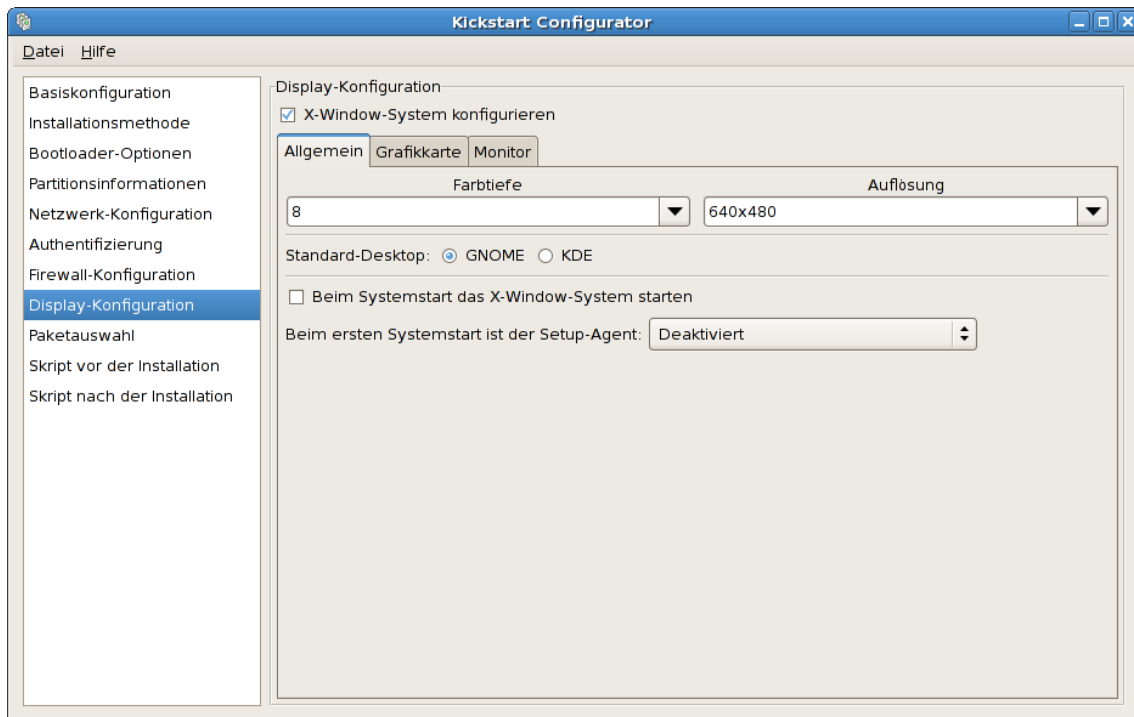 Kickstart Configurator
Datei Hilfe
Basiskonfiguration
Installationsmethode
Bootloader-Optionen
Partitionsinformationen
Netzwerk-Konfiguration
Authentifizierung
Firewall-Konfiguration
Display-Konfiguration
Paketauswahl
Skript vor der Installation
Skript nach der Installation
Display-Konfiguration
X-Window-System konfigurieren
Allgemein Grafikkarte Monitor
Farbtiefe Auflösung
8 640x480
Standard-Desktop: GNOME KDE
Beim Systemstart das X-Window-System starten
Beim ersten Systemstart ist der Setup-Agent: Deaktiviert